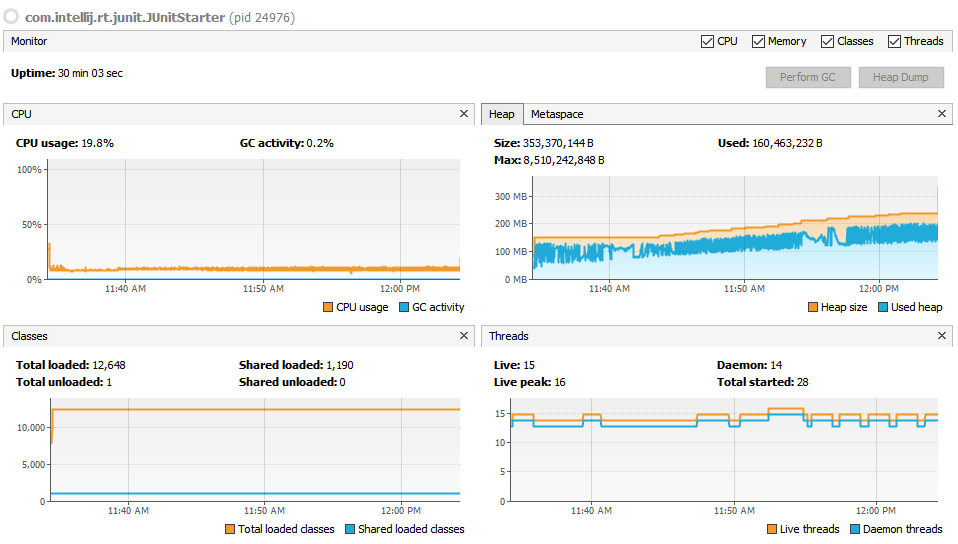 com.intellij.rt.junit.JUnitStarter (pid 24976)
Monitor
CPU Memory Classes Threads
Uptime: 30 min 03 sec
Perform GC Heap Dump
CPU
CPU usage: 19.8% GC activity: 0.2%
100%
50%
0%
11:40 AM 11:50 AM 12:00 PM
CPU usage GC activity
Heap Metaspace
Size: 353,370,144 B Used: 160,463,232 B
Max: 8,510,242,848 B
300 MB
200 MB
100 MB
0 MB
11:40 AM 11:50 AM 12:00 PM
Heap size Used heap
Classes
Total loaded: 12,648 Shared loaded: 1,190
Total unloaded: 1 Shared unloaded: 0
10,000
5,000
0
11:40 AM 11:50 AM 12:00 PM
Total loaded classes Shared loaded classes
Threads
Live: 15 Daemon: 14
Live peak: 16 Total started: 28
15
10
5
0
11:40 AM 11:50 AM 12:00 PM
Live threads Daemon threads